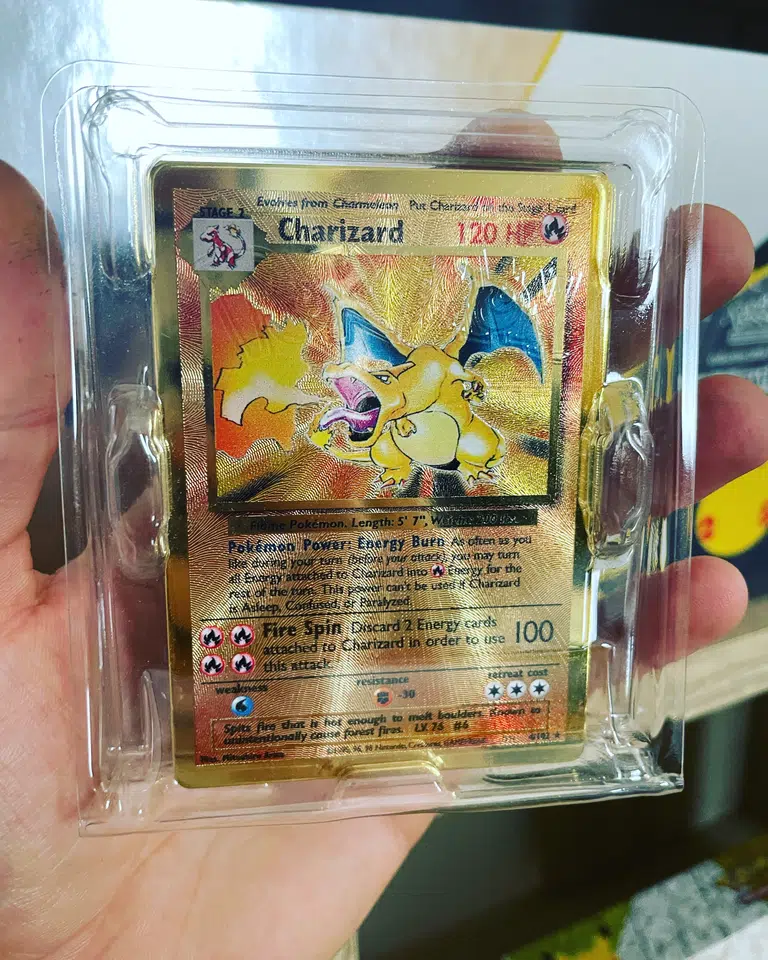 Evolves from Charmeleon Put Charizard on the Stage 1 card
STAGE 2
Charizard 120 HP
Flame Pokémon. Length: 5' 7",
Pokémon Power: Energy Burn As often as you
like during your turn (before your attack), you may turn
all Energy attached to Charizard into Energy for the
rest of the turn. This power can't be used if Charizard
is Asleep, Confused, or Paralyzed.
Fire Spin Discard 2 Energy cards
attached to Charizard in order to use
this attack.
100
weakness
resistance
-30
retreat cost
Spits fire that is hot enough to melt boulders. Known to
unintentionally cause forest fires. LV.76 #6
Illus. Mitsuhiro Arita
4/102